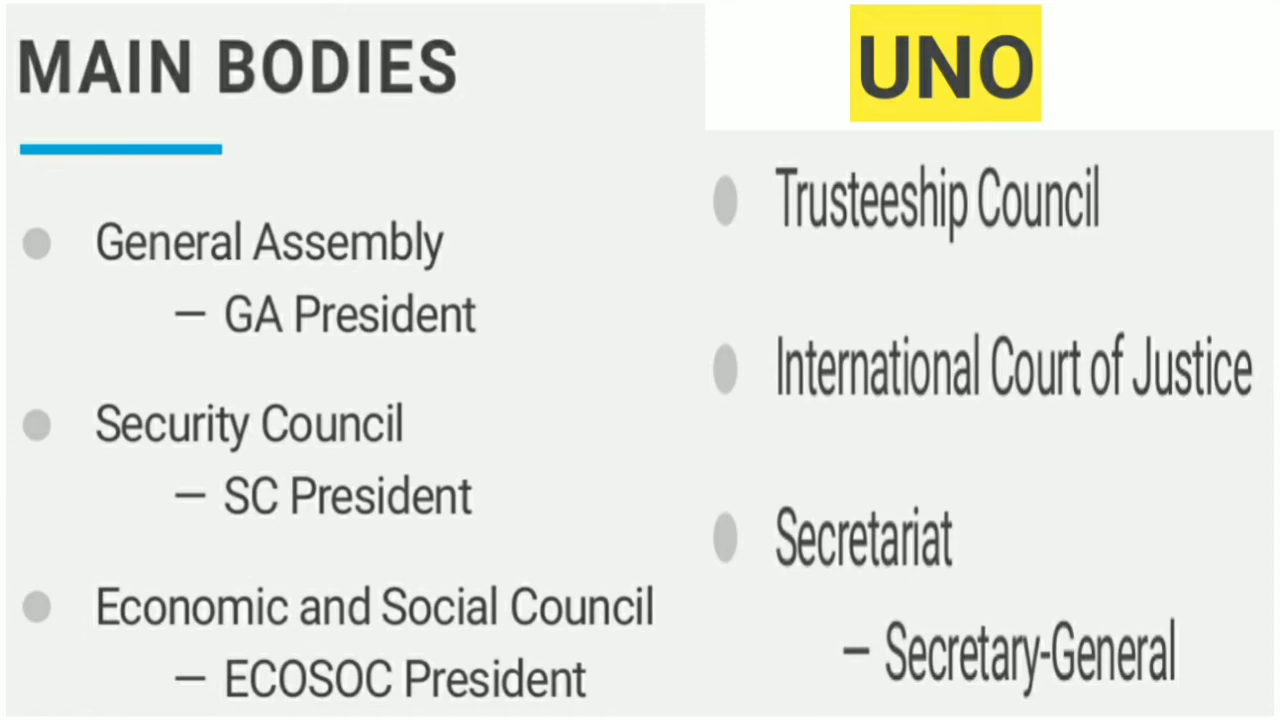 MAIN BODIES
General Assembly
– GA President
Security Council
– SC President
Economic and Social Council
– ECOSOC President
UNO
Trusteeship Council
International Court of Justice
Secretariat
– Secretary-General